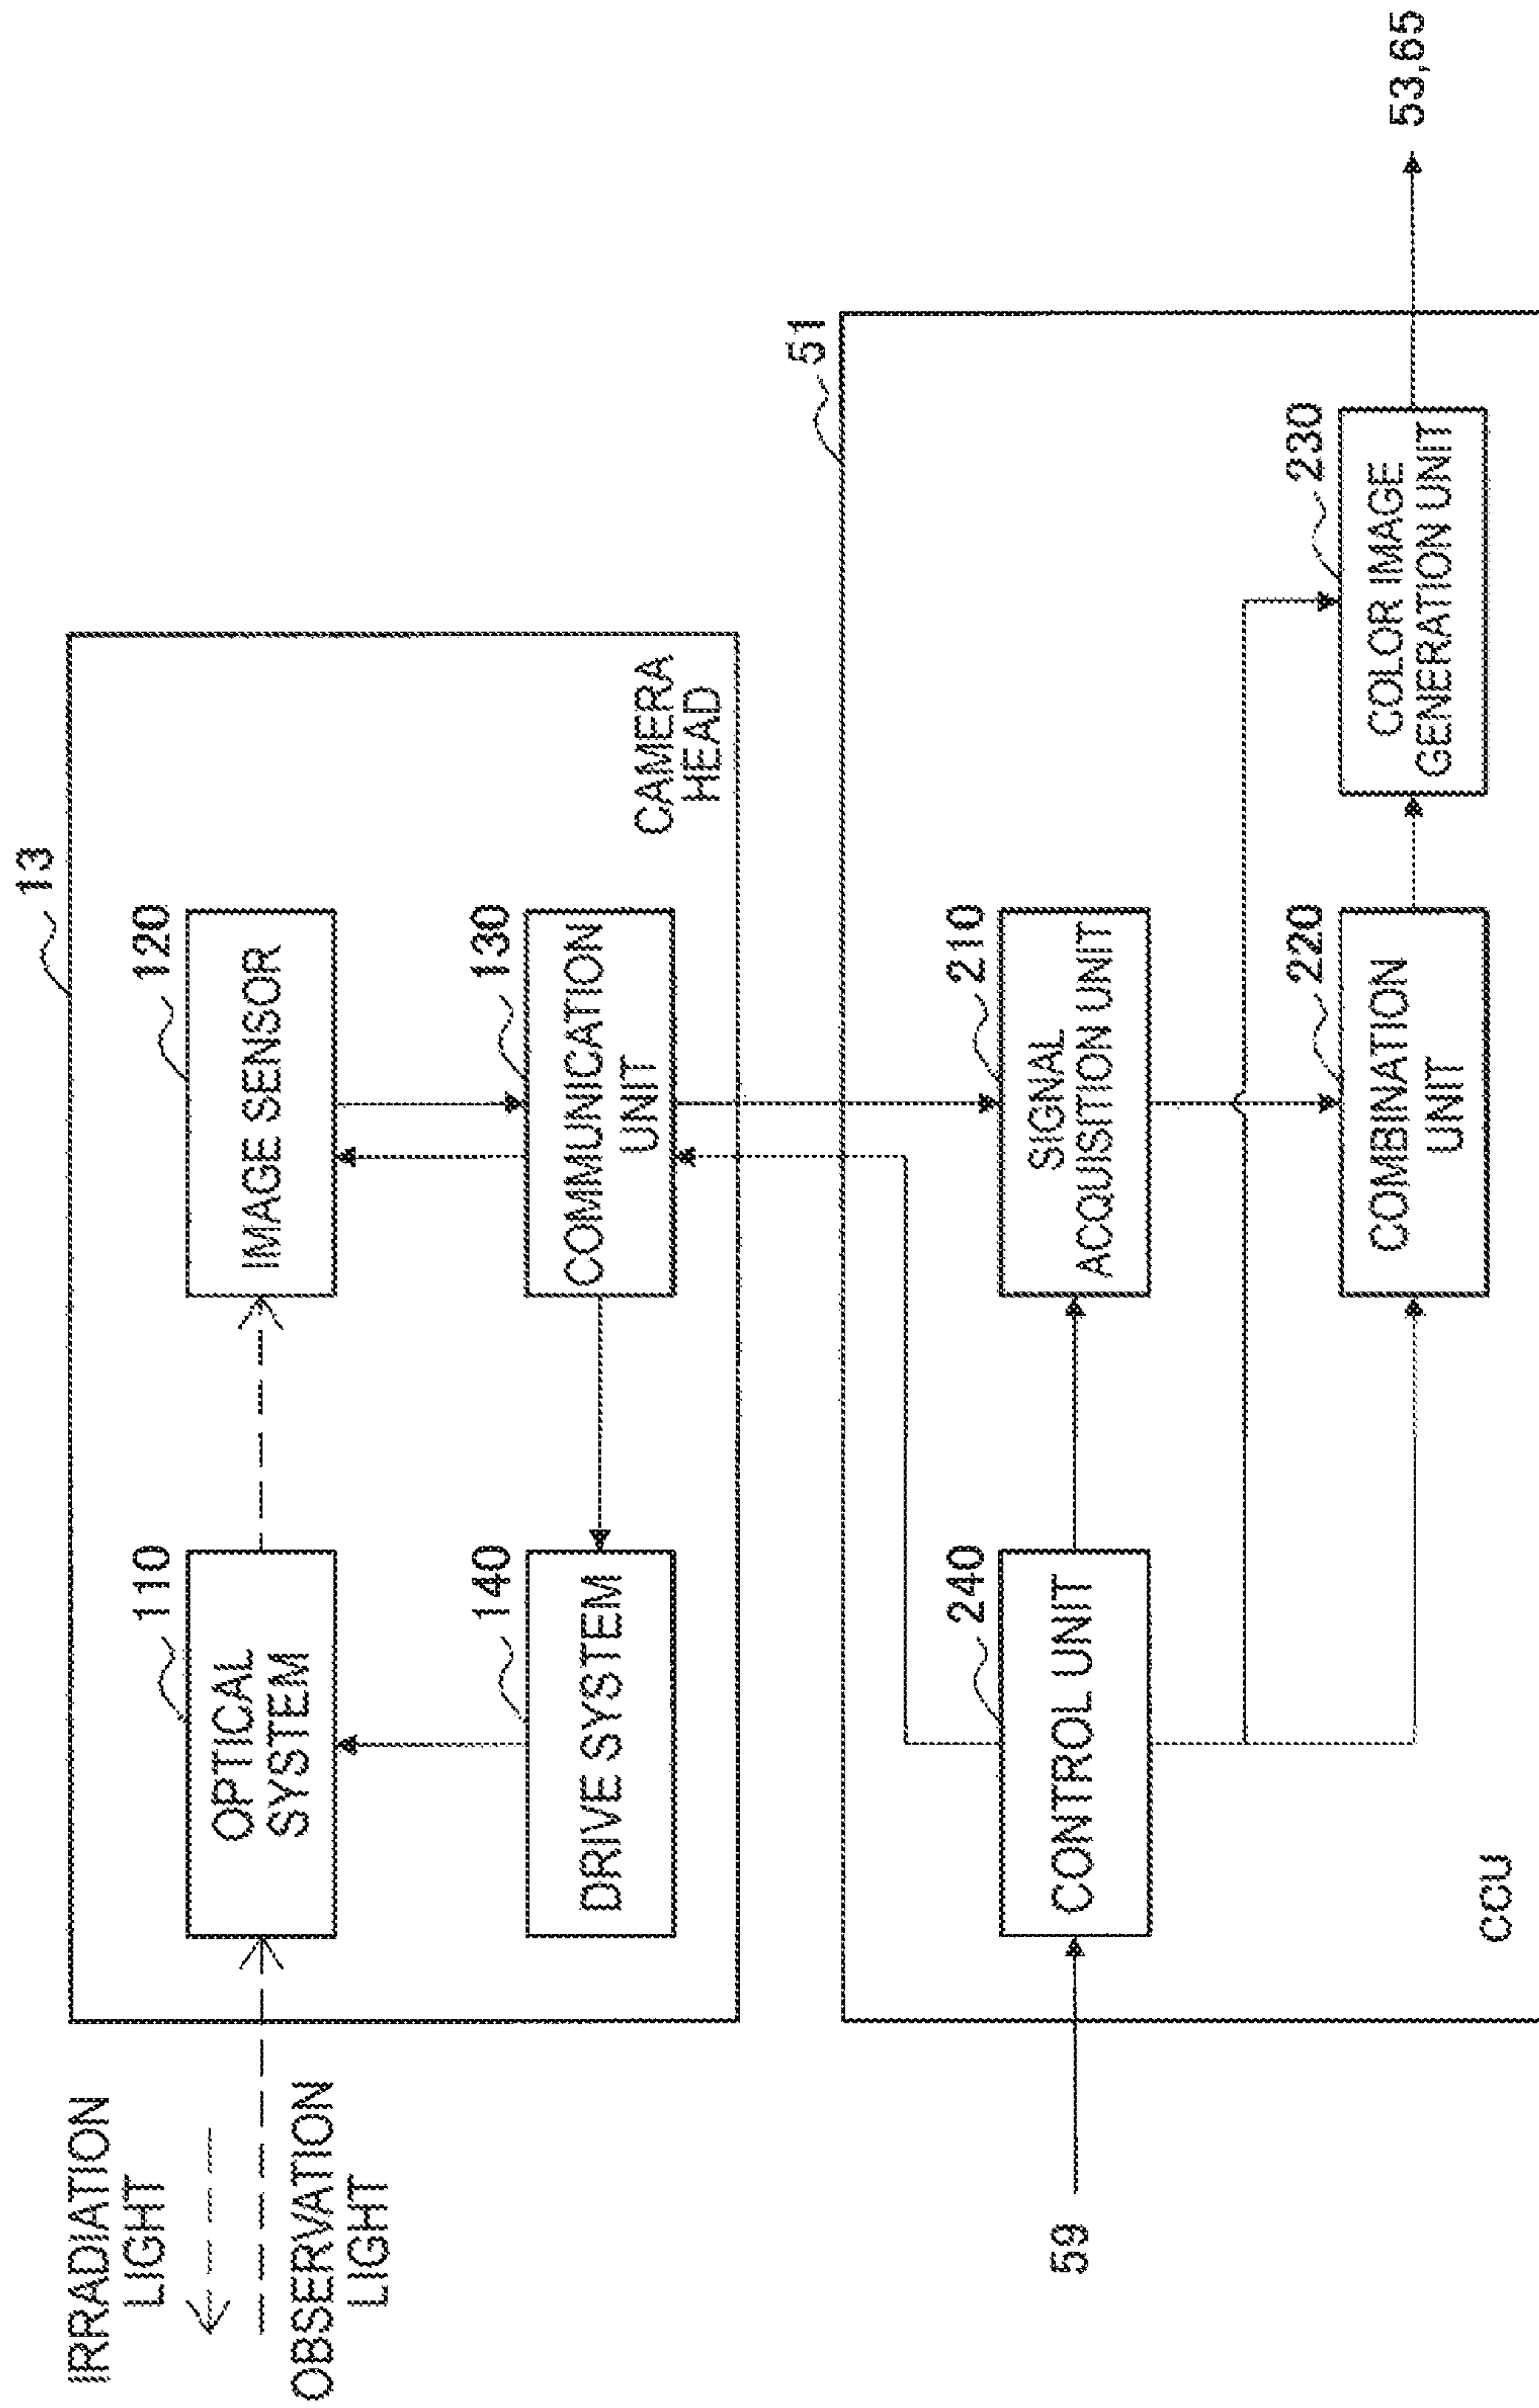 IRRADIATION
LIGHT
OBSERVATION
LIGHT
13
110
OPTICAL
SYSTEM
120
IMAGE SENSOR
140
DRIVE SYSTEM
130
COMMUNICATION
UNIT
CAMERA
HEAD
51
59
240
CONTROL UNIT
210
SIGNAL
ACQUISITION UNIT
220
COMBINATION
UNIT
230
COLOR IMAGE
GENERATION UNIT
53,65
CCU